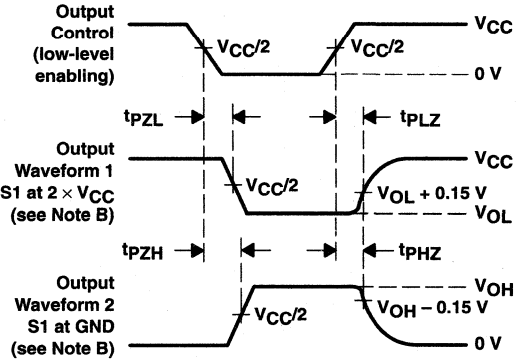 Output
Control
(low-level
enabling)
VCC/2
VCC/2
VCC
0 V
tPZL
tPLZ
Output
Waveform 1
S1 at 2 × VCC
(see Note B)
VCC/2
VCC
VOL + 0.15 V
VOL
tPZH
tPHZ
Output
Waveform 2
S1 at GND
(see Note B)
VCC/2
VOH
VOH − 0.15 V
0 V